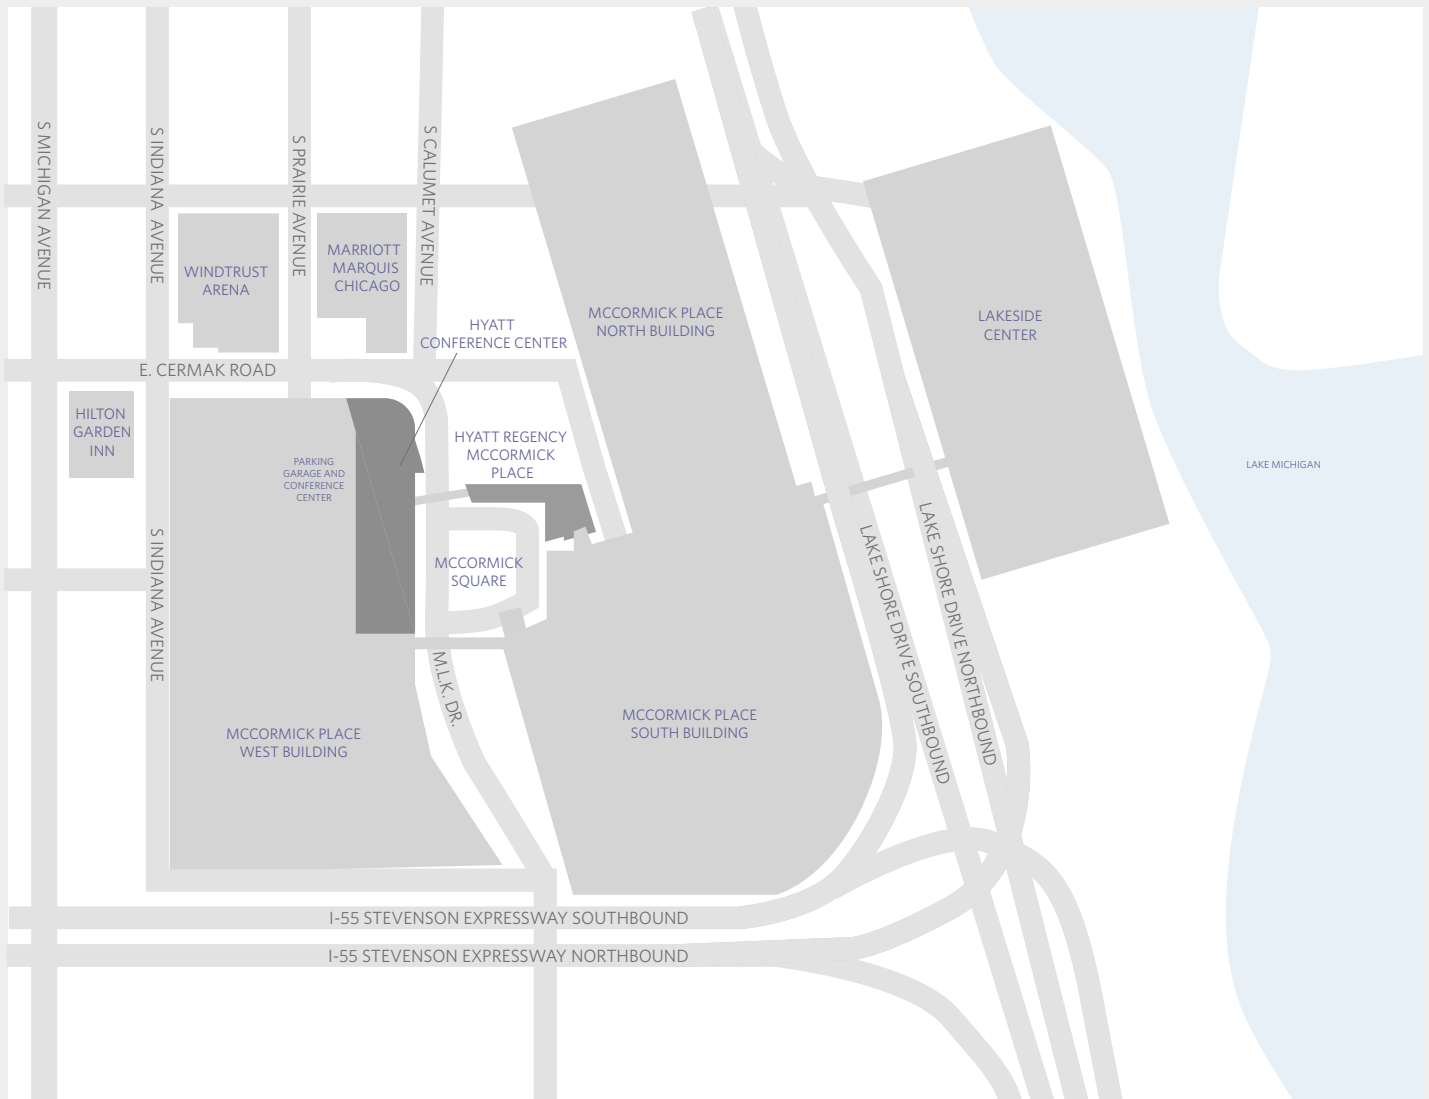 S MICHIGAN AVENUE
S INDIANA AVENUE
S PRAIRIE AVENUE
S CALUMET AVENUE
WINDTRUST
ARENA
MARRIOTT
MARQUIS
CHICAGO
HYATT
CONFERENCE CENTER
MCCORMICK PLACE
NORTH BUILDING
LAKESIDE
CENTER
E. CERMAK ROAD
HILTON
GARDEN
INN
PARKING
GARAGE AND
CONFERENCE
CENTER
HYATT REGENCY
MCCORMICK
PLACE
LAKE MICHIGAN
S INDIANA AVENUE
MCCORMICK
SQUARE
LAKE SHORE DRIVE SOUTHBOUND
LAKE SHORE DRIVE NORTHBOUND
M.L.K. DR.
MCCORMICK PLACE
WEST BUILDING
MCCORMICK PLACE
SOUTH BUILDING
I-55 STEVENSON EXPRESSWAY SOUTHBOUND
I-55 STEVENSON EXPRESSWAY NORTHBOUND